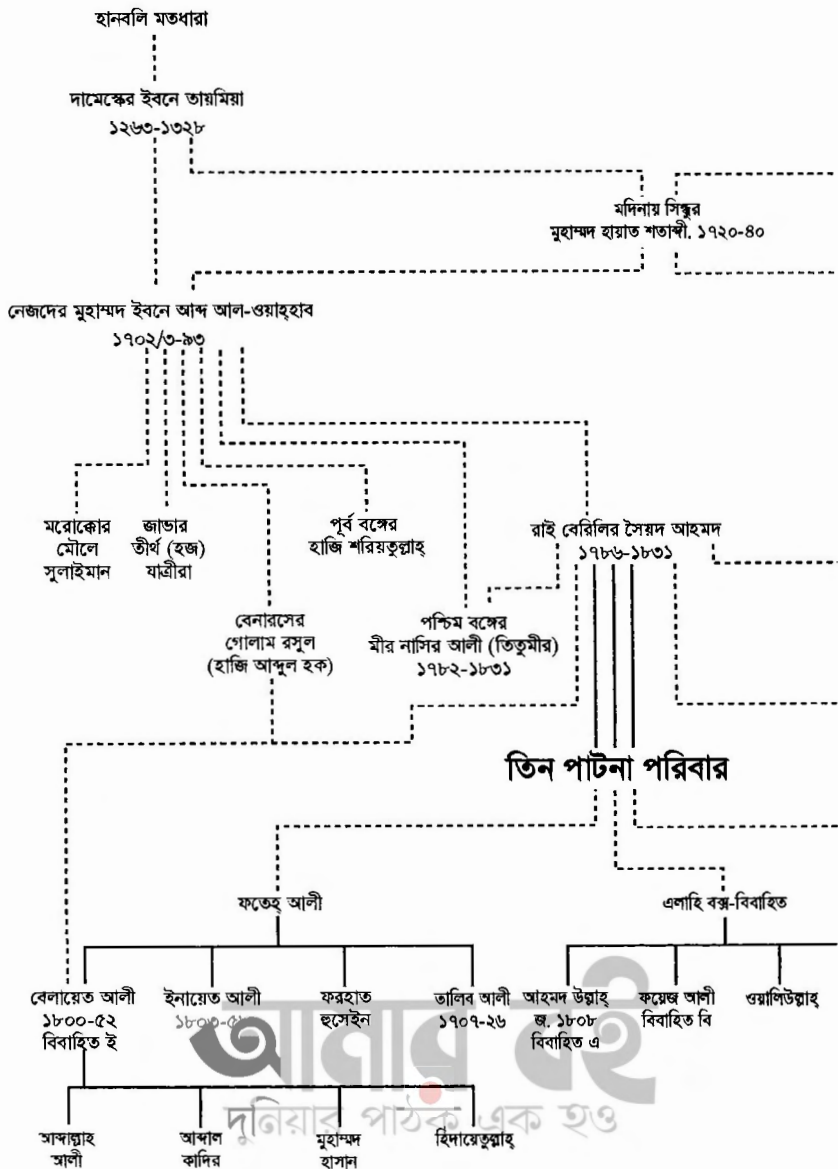 হানবলি মতধারা
দামেস্কের ইবনে তায়মিয়া
১২৬৩-১৩২৮
মদিনায় সিন্ধুর
মুহাম্মদ হায়াত শতাব্দী. ১৭২০-৪০
নেজদের মুহাম্মদ ইবনে আব্দ আল-ওয়াহ্হাব
১৭০২/৩-৯৩
মরোক্কোর
মৌলে
সুলাইমান
জাভার
তীর্থ (হজ)
যাত্রীরা
পূর্ব বঙ্গের
হাজি শরিয়তুল্লাহ্
রাই বেরিলির সৈয়দ আহমদ
১৭৮৬-১৮৩১
বেনারসের
গোলাম রসুল
(হাজি আব্দুল হক)
পশ্চিম বঙ্গের
মীর নাসির আলী (তিতুমীর)
১৭৮২-১৮৩১
তিন পাটনা পরিবার
ফতেহ্ আলী
এলাহি বক্স-বিবাহিত
বেলায়েত আলী
১৮০০-৫২
বিবাহিত ই
ইনায়েত আলী
ফরহাত
হুসেইন
তালিব আলী
১৭০৭-২৬
আহমদ উল্লাহ্
জ. ১৮০৮
বিবাহিত এ
ফয়েজ আলী
বিবাহিত বি
ওয়ালিউল্লাহ্
আব্দাল্লাহ
আলী
আব্দাল
কাদির
মুহাম্মদ
হাসান
হিদায়েতুল্লাহ্
আমার বই
দুনিয়ার পাঠক এক হও